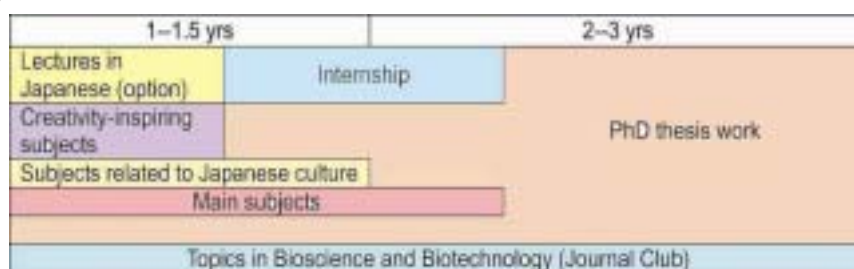 1–1.5 yrs
2–3 yrs
Lectures in
Japanese (option)
Internship
Creativity-inspiring
subjects
PhD thesis work
Subjects related to Japanese culture
Main subjects
Topics in Bioscience and Biotechnology (Journal Club)